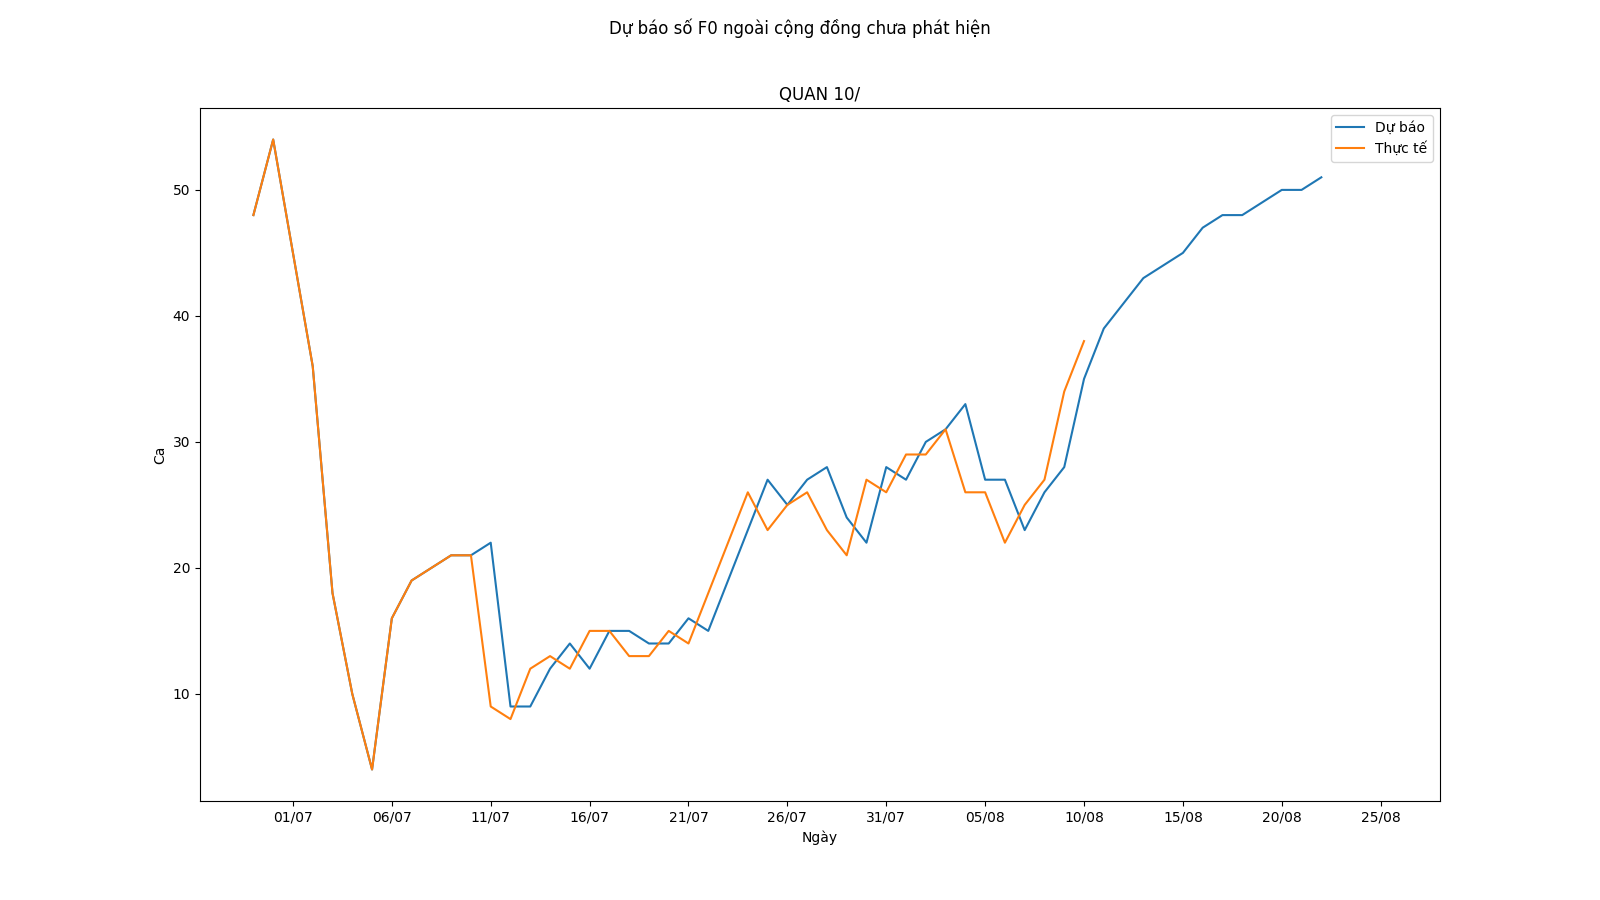 Dự báo số F0 ngoài cộng đồng chưa phát hiện
QUAN 10/
Dự báo
Thực tế
50
40
30
20
10
Ca
01/07 06/07 11/07 16/07 21/07 26/07 31/07 05/08 10/08 15/08 20/08 25/08
Ngày